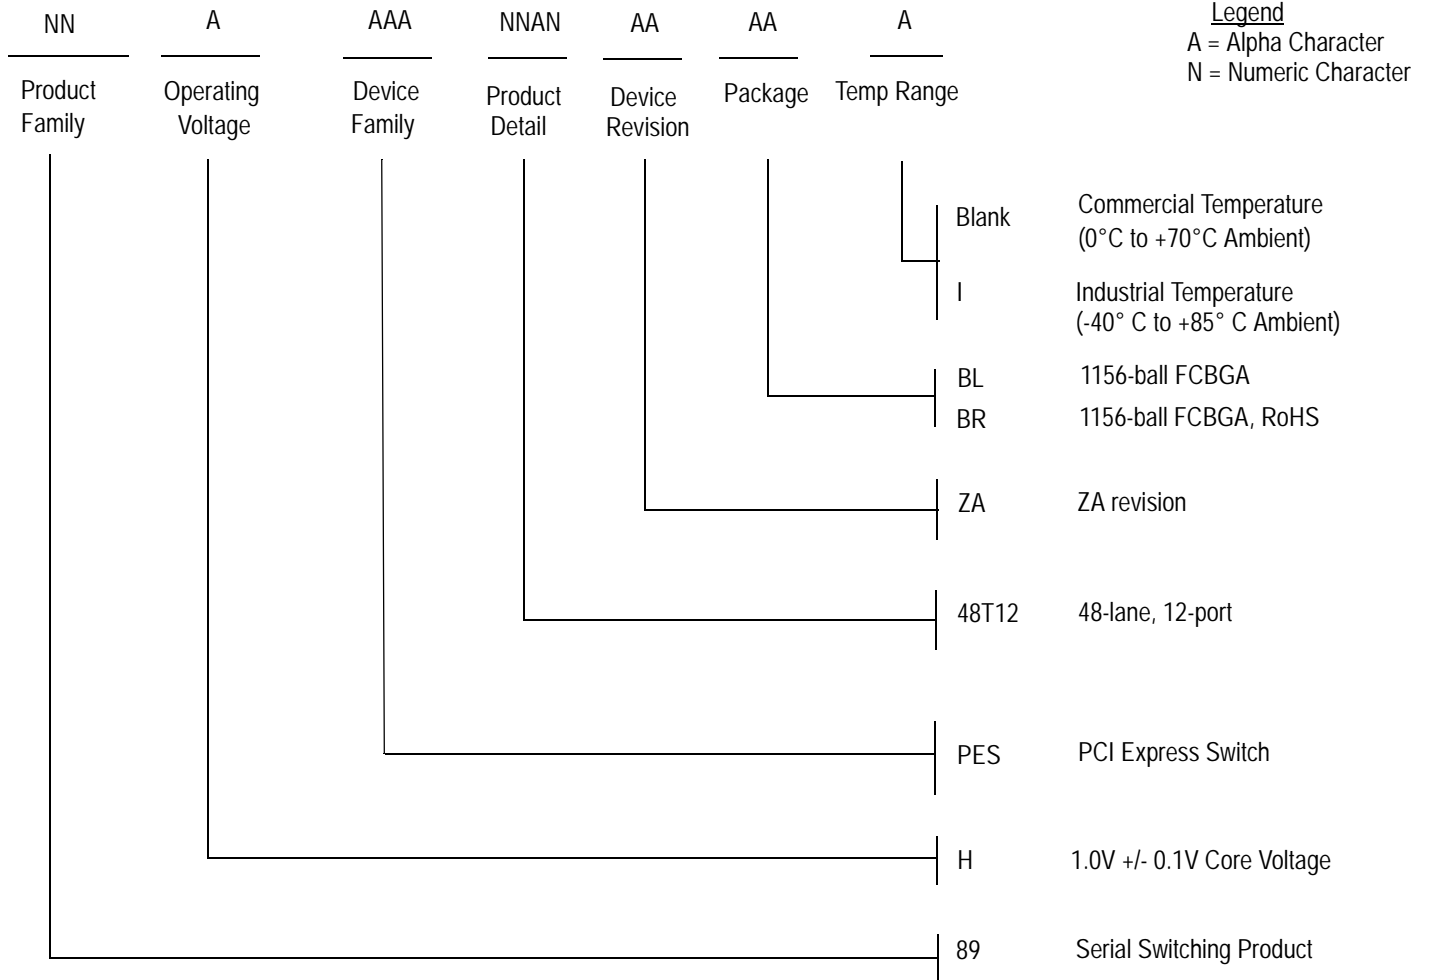 NN A AAA NNAN AA AA A
Legend
A = Alpha Character
N = Numeric Character
Product Family
Operating Voltage
Device Family
Product Detail
Device Revision
Package
Temp Range
Blank Commercial Temperature
(0°C to +70°C Ambient)
I Industrial Temperature
(-40° C to +85° C Ambient)
BL 1156-ball FCBGA
BR 1156-ball FCBGA, RoHS
ZA ZA revision
48T12 48-lane, 12-port
PES PCI Express Switch
H 1.0V +/- 0.1V Core Voltage
89 Serial Switching Product